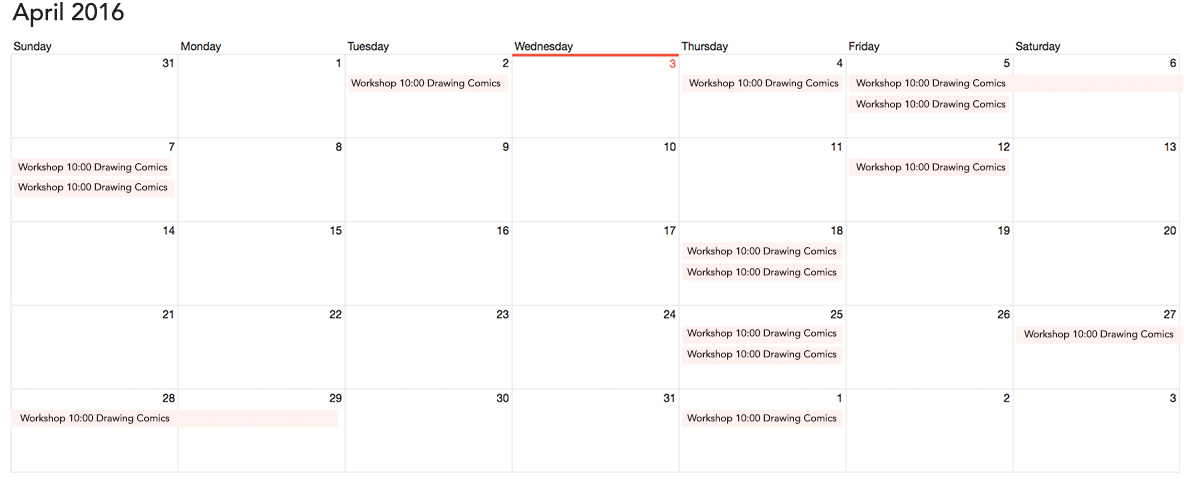 April 2016
Sunday Monday Tuesday Wednesday Thursday Friday Saturday
31 1 2 3 4 5 6
Workshop 10:00 Drawing Comics Workshop 10:00 Drawing Comics Workshop 10:00 Drawing Comics
Workshop 10:00 Drawing Comics
7 8 9 10 11 12 13
Workshop 10:00 Drawing Comics Workshop 10:00 Drawing Comics
Workshop 10:00 Drawing Comics
14 15 16 17 18 19 20
Workshop 10:00 Drawing Comics
Workshop 10:00 Drawing Comics
21 22 23 24 25 26 27
Workshop 10:00 Drawing Comics Workshop 10:00 Drawing Comics
Workshop 10:00 Drawing Comics
28 29 30 31 1 2 3
Workshop 10:00 Drawing Comics Workshop 10:00 Drawing Comics